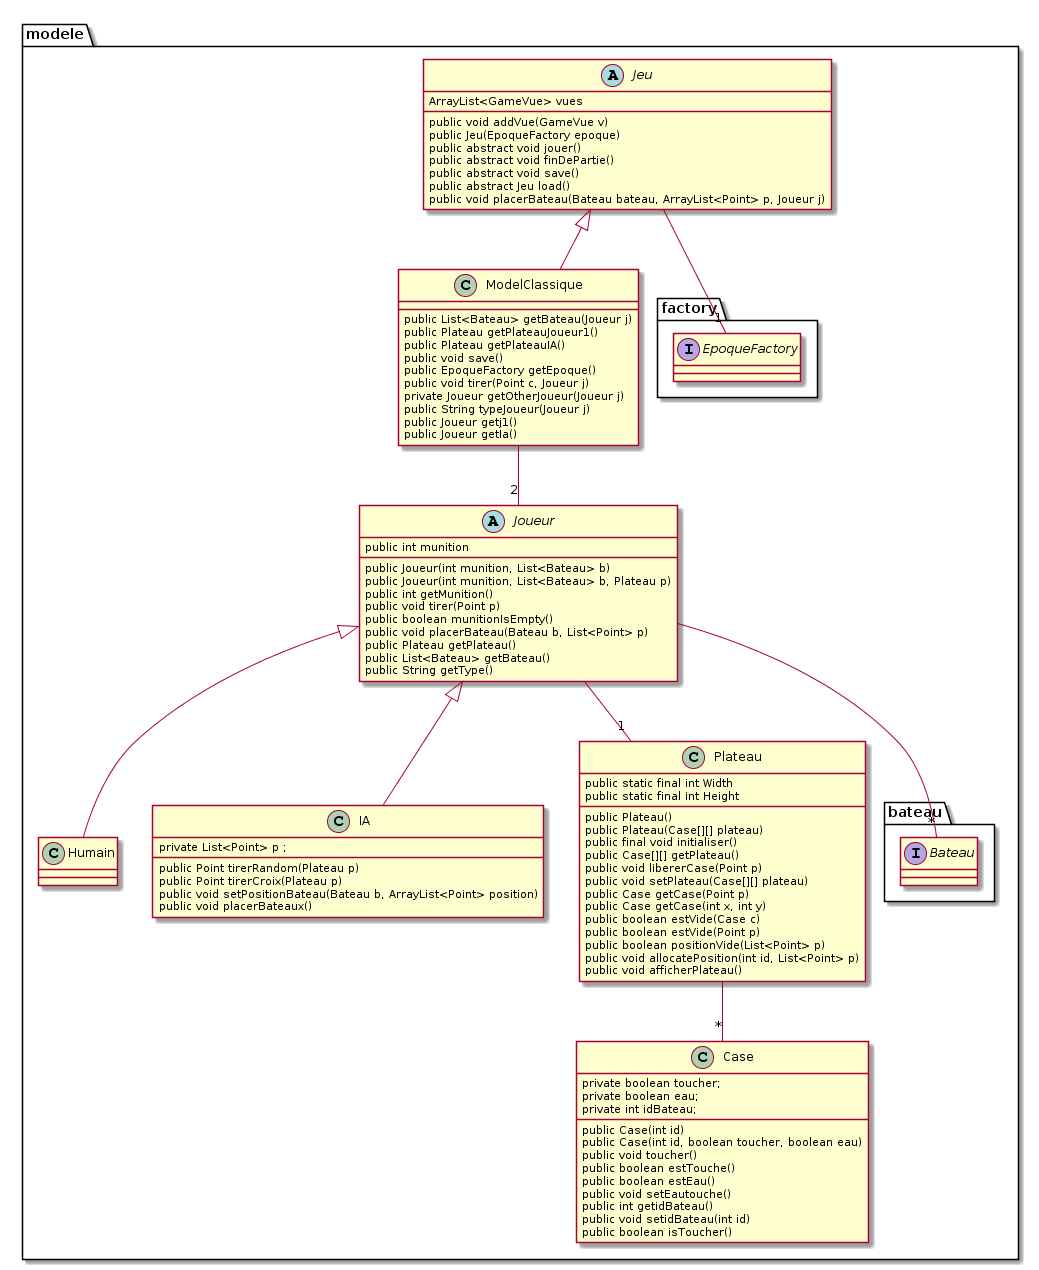 modele
A Jeu
ArrayList<GameVue> vues
public void addVue(GameVue v)
public Jeu(EpoqueFactory epoque)
public abstract void jouer()
public abstract void finDePartie()
public abstract void save()
public abstract Jeu load()
public void placerBateau(Bateau bateau, ArrayList<Point> p, Joueur j)
C ModelClassique
public List<Bateau> getBateau(Joueur j)
public Plateau getPlateauJoueur1()
public Plateau getPlateauIA()
public void save()
public EpoqueFactory getEpoque()
public void tirer(Point c, Joueur j)
private Joueur getOtherJoueur(Joueur j)
public String typeJoueur(Joueur j)
public Joueur getj1()
public Joueur getIa()
factory
1
I EpoqueFactory
2
A Joueur
public int munition
public Joueur(int munition, List<Bateau> b)
public Joueur(int munition, List<Bateau> b, Plateau p)
public int getMunition()
public void tirer(Point p)
public boolean munitionIsEmpty()
public void placerBateau(Bateau b, List<Point> p)
public Plateau getPlateau()
public List<Bateau> getBateau()
public String getType()
C Humain
C IA
private List<Point> p ;
public Point tirerRandom(Plateau p)
public Point tirerCroix(Plateau p)
public void setPositionBateau(Bateau b, ArrayList<Point> position)
public void placerBateaux()
1
C Plateau
public static final int Width
public static final int Height
public Plateau()
public Plateau(Case[][] plateau)
public final void initialiser()
public Case[][] getPlateau()
public void libererCase(Point p)
public void setPlateau(Case[][] plateau)
public Case getCase(Point p)
public Case getCase(int x, int y)
public boolean estVide(Case c)
public boolean estVide(Point p)
public boolean positionVide(List<Point> p)
public void allocatePosition(int id, List<Point> p)
public void afficherPlateau()
bateau
*
I Bateau
*
C Case
private boolean toucher;
private boolean eau;
private int idBateau;
public Case(int id)
public Case(int id, boolean toucher, boolean eau)
public void toucher()
public boolean estTouche()
public boolean estEau()
public void setEautouche()
public int getidBateau()
public void setidBateau(int id)
public boolean isToucher()